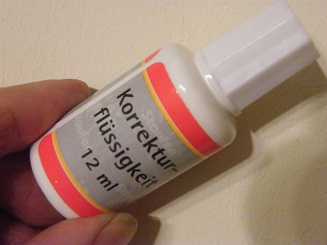 Korrektur-
flüssigkeit
12 ml